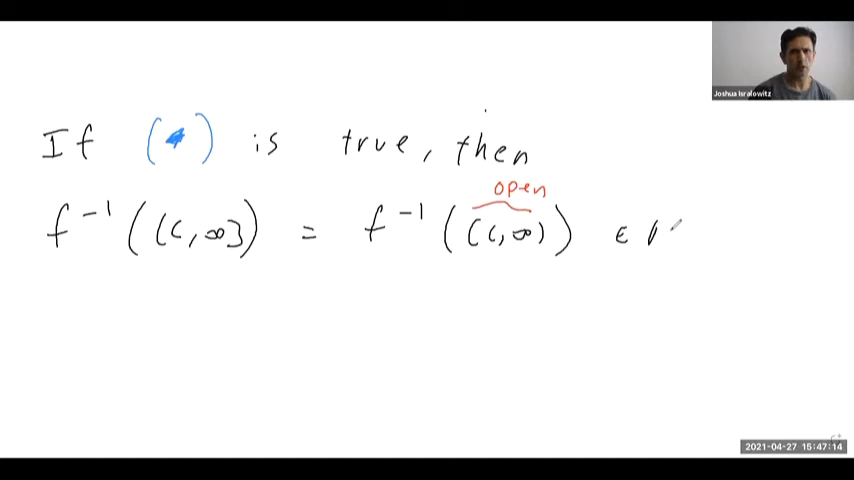 Joshua Isralowitz
If (*) is true, then
open
f⁻¹((c,∞]) = f⁻¹((c,∞)) ∈
2021-04-27 15:47:14